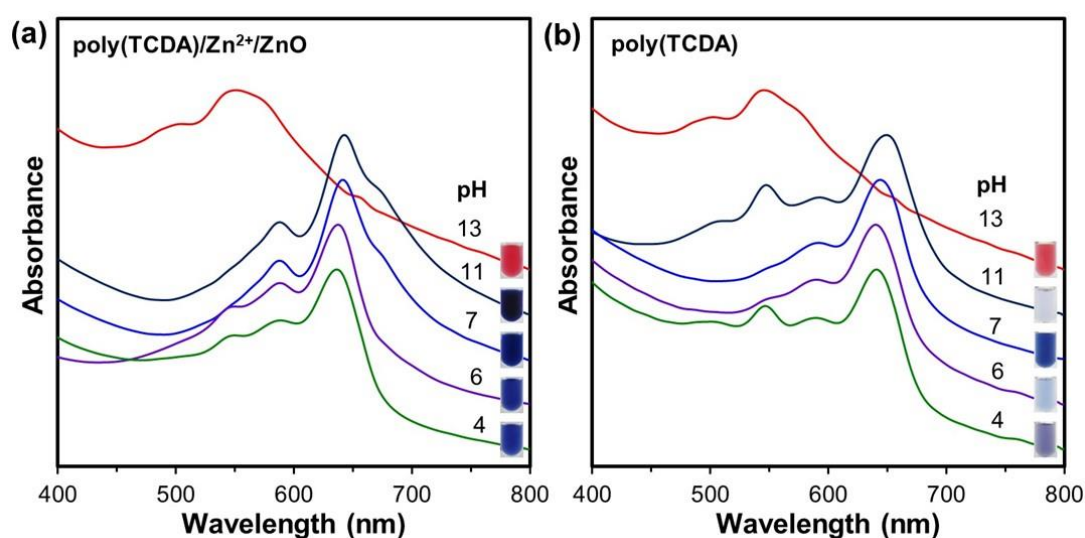 (a)
poly(TCDA)/Zn²⁺/ZnO
pH
13
11
7
6
4
Absorbance
400 500 600 700 800
Wavelength (nm)
(b)
poly(TCDA)
pH
13
11
7
6
4
Absorbance
400 500 600 700 800
Wavelength (nm)